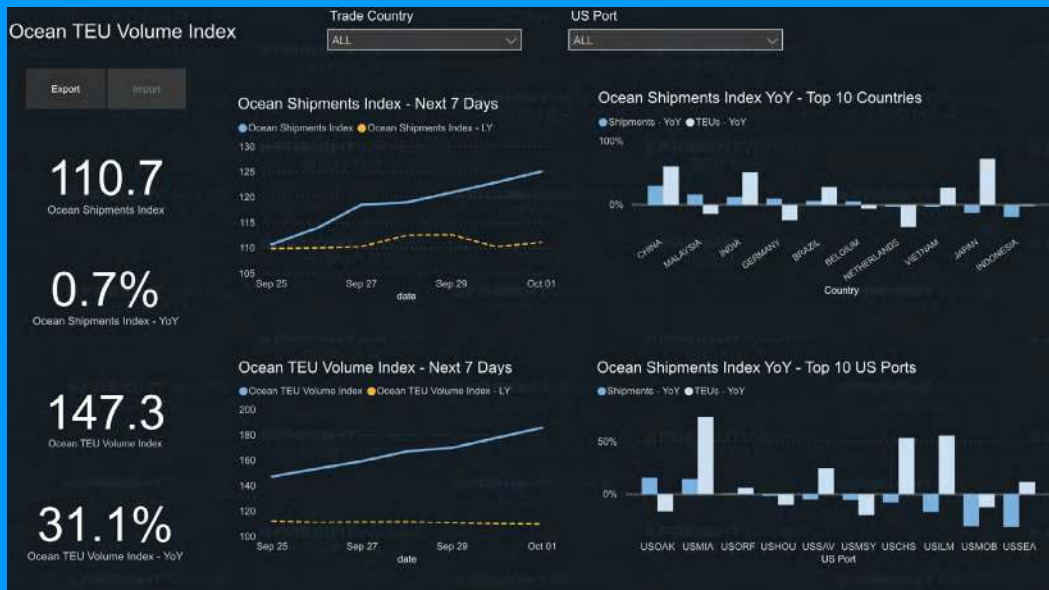 Ocean TEU Volume Index
Trade Country
ALL
US Port
ALL
Export
Import
110.7
Ocean Shipments Index
0.7%
Ocean Shipments Index - YoY
147.3
Ocean TEU Volume Index
31.1%
Ocean TEU Volume Index - YoY
Ocean Shipments Index - Next 7 Days
Ocean Shipments Index Ocean Shipments Index - LY
130
125
120
115
110
105
Sep 25 Sep 27 Sep 29 Oct 01
date
Ocean Shipments Index YoY - Top 10 Countries
Shipments - YoY TEUs - YoY
100%
0%
CHINA MALAYSIA INDIA GERMANY BRAZIL BELGIUM NETHERLANDS VIETNAM JAPAN INDONESIA
Country
Ocean TEU Volume Index - Next 7 Days
Ocean TEU Volume Index Ocean TEU Volume Index - LY
200
180
160
140
120
100
Sep 25 Sep 27 Sep 29 Oct 01
date
Ocean Shipments Index YoY - Top 10 US Ports
Shipments - YoY TEUs - YoY
50%
0%
USOAK USMIA USORF USHOU USSAV USMSY USCHS USILM USMOB USSEA
US Port